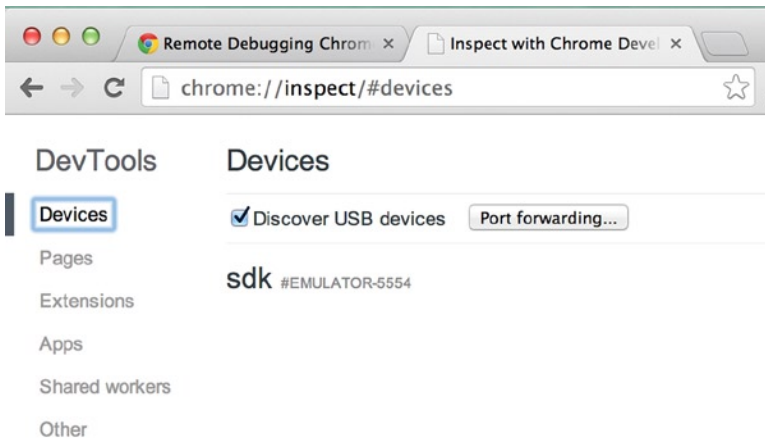 Remote Debugging Chrom
Inspect with Chrome Devel
chrome://inspect/#devices
DevTools
Devices
Devices
Discover USB devices
Port forwarding...
Pages
sdk #EMULATOR-5554
Extensions
Apps
Shared workers
Other